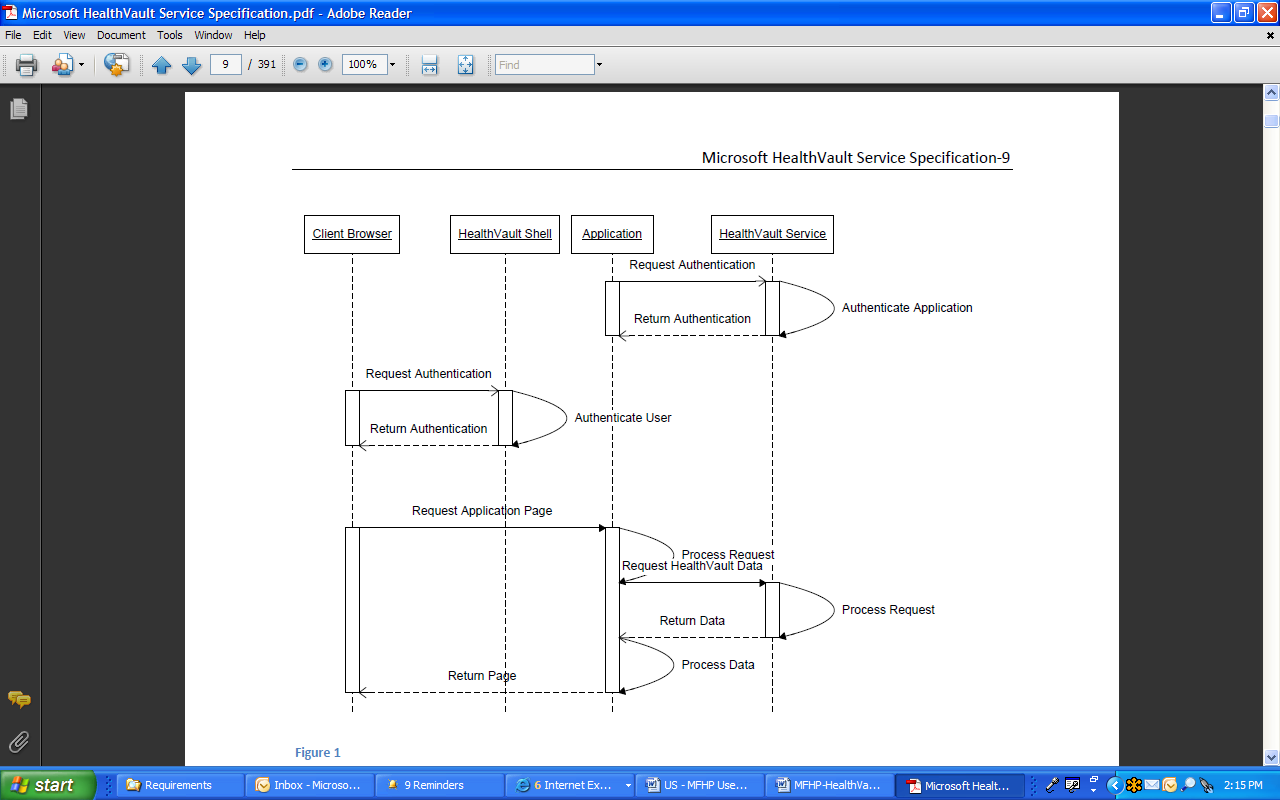 Microsoft HealthVault Service Specification.pdf - Adobe Reader
File Edit View Document Tools Window Help
9 / 391 100% Find
Microsoft HealthVault Service Specification-9
Client Browser HealthVault Shell Application HealthVault Service
Request Authentication
Authenticate Application
Return Authentication
Request Authentication
Authenticate User
Return Authentication
Request Application Page
Process Request
Request HealthVault Data
Process Request
Return Data
Process Data
Return Page
Figure 1
start Requirements Inbox - Microso... 9 Reminders 6 Internet Ex... US - MFHP Use... MFHP-HealthVa... Microsoft Healt... 2:15 PM